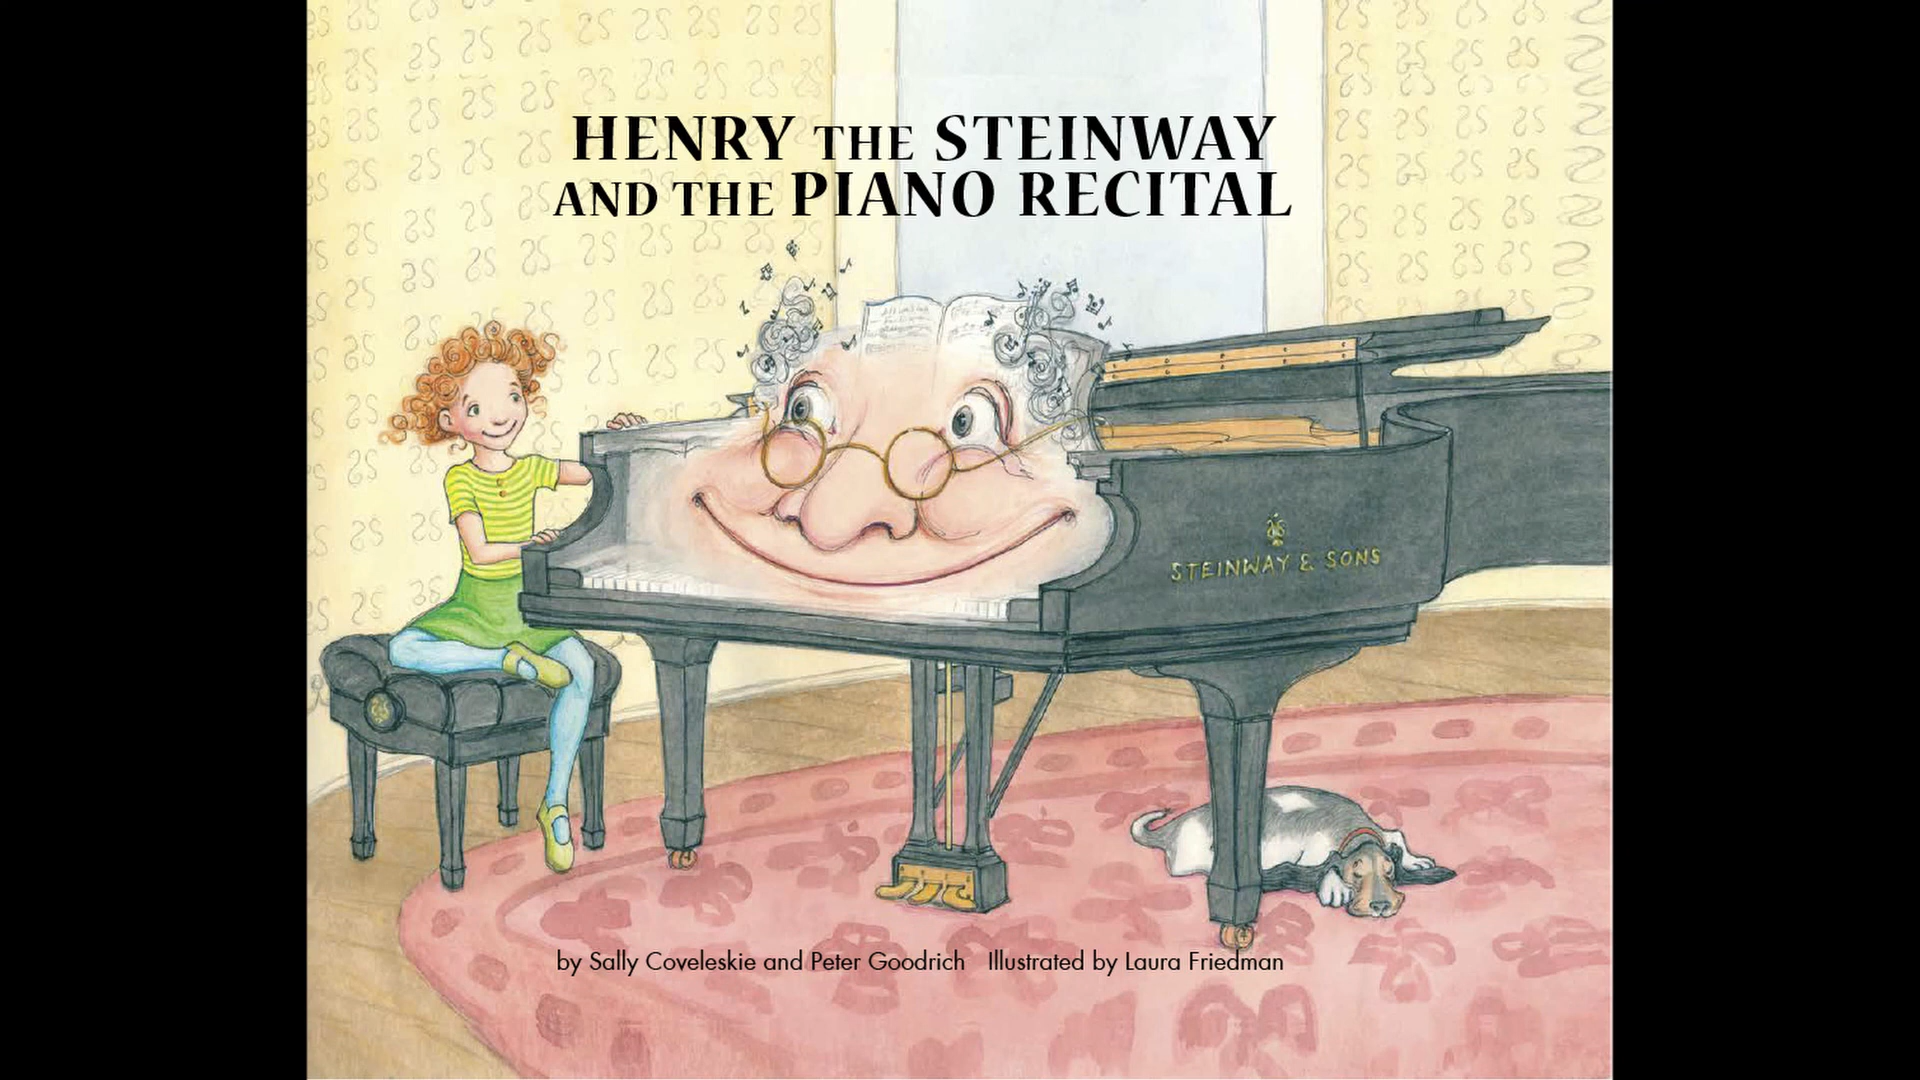 HENRY THE STEINWAY
AND THE PIANO RECITAL
STEINWAY & SONS
by Sally Coveleskie and Peter Goodrich Illustrated by Laura Friedman